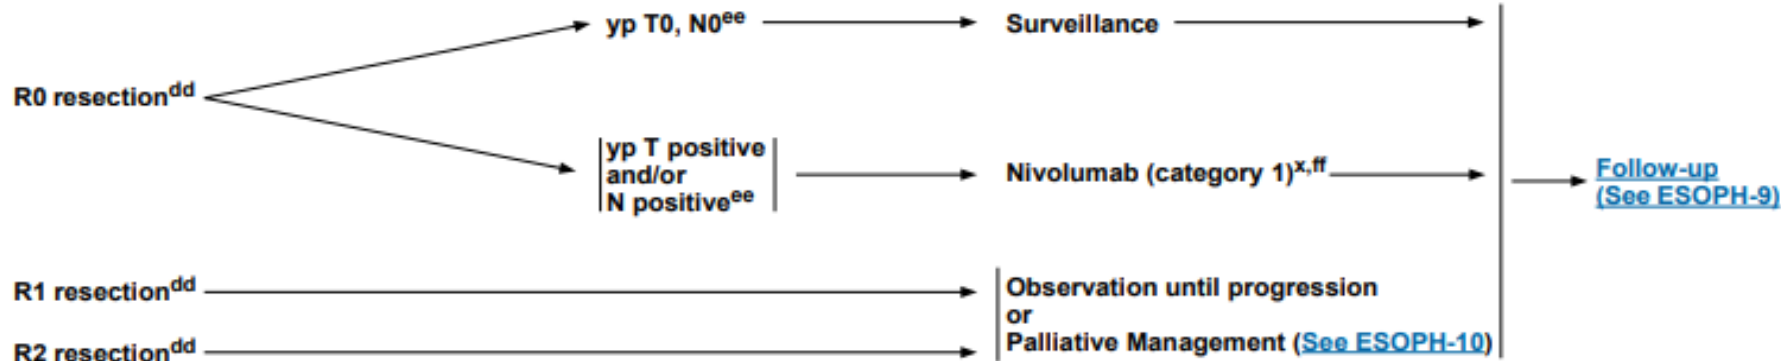 yp T0, N0ee
Surveillance
R0 resectiondd
yp T positive
and/or
N positiveee
Nivolumab (category 1)x,ff
Follow-up
(See ESOPH-9)
R1 resectiondd
Observation until progression
or
Palliative Management (See ESOPH-10)
R2 resectiondd